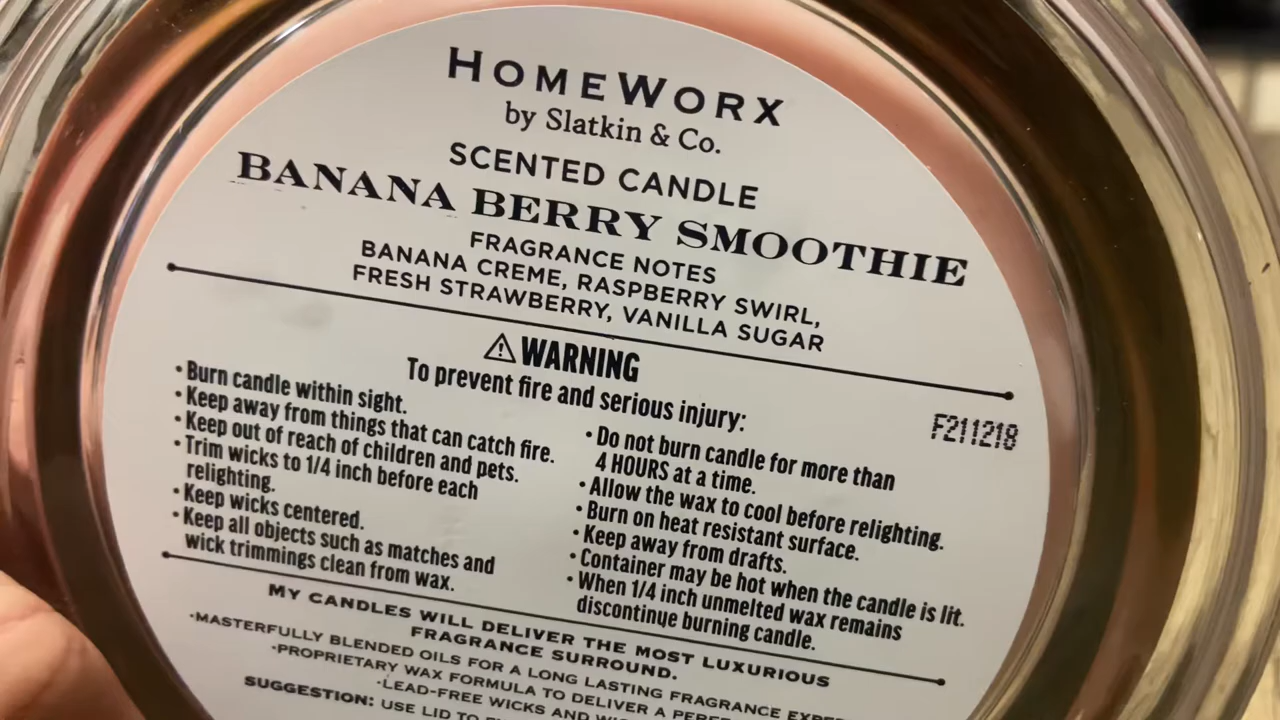 HOMEWORX
by Slatkin & Co.
SCENTED CANDLE
BANANA BERRY SMOOTHIE
FRAGRANCE NOTES
BANANA CREME, RASPBERRY SWIRL,
FRESH STRAWBERRY, VANILLA SUGAR
⚠ WARNING
To prevent fire and serious injury:
• Burn candle within sight.
• Keep away from things that can catch fire.
• Keep out of reach of children and pets.
• Trim wicks to 1/4 inch before each
relighting.
• Keep wicks centered.
• Keep all objects such as matches and
wick trimmings clean from wax.
• Do not burn candle for more than
4 HOURS at a time.
• Allow the wax to cool before relighting.
• Burn on heat resistant surface.
• Keep away from drafts.
• Container may be hot when the candle is lit.
• When 1/4 inch unmelted wax remains
discontinue burning candle.
F211218
MY CANDLES WILL DELIVER THE MOST LUXURIOUS
FRAGRANCE SURROUND.
•MASTERFULLY BLENDED OILS FOR A LONG LASTING FRAGRANCE
•PROPRIETARY WAX FORMULA TO DELIVER A
•LEAD-FREE WICKS AND
SUGGESTION: USE LID TO